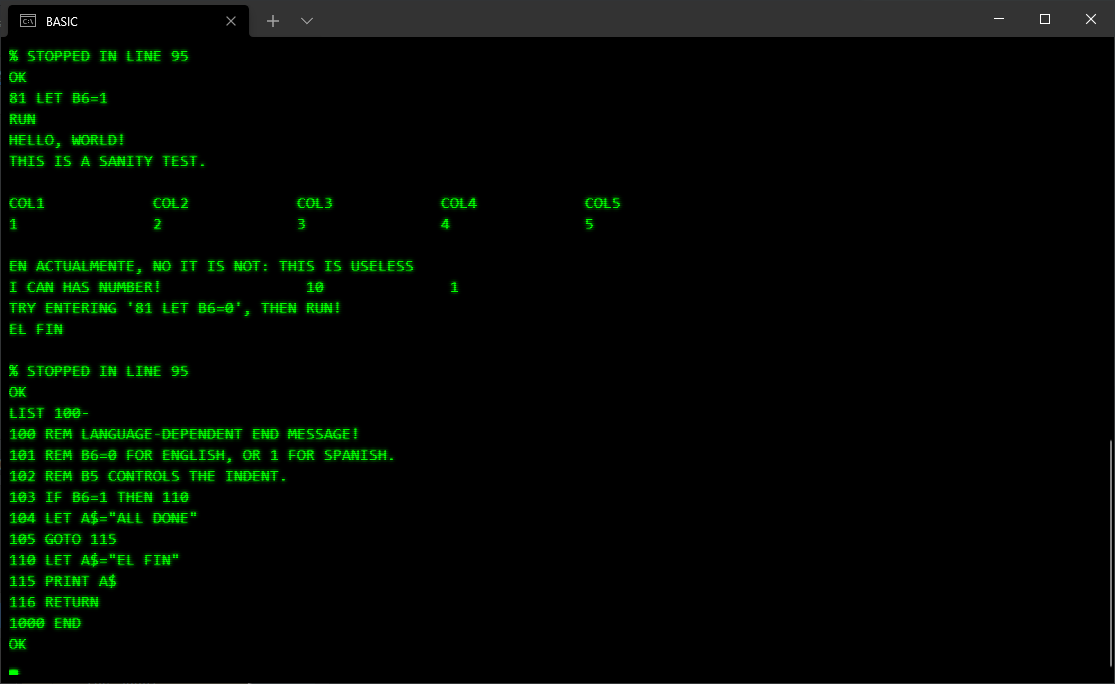 BASIC
% STOPPED IN LINE 95
OK
81 LET B6=1
RUN
HELLO, WORLD!
THIS IS A SANITY TEST.
COL1 COL2 COL3 COL4 COL5
1 2 3 4 5
EN ACTUALMENTE, NO IT IS NOT: THIS IS USELESS
I CAN HAS NUMBER! 10 1
TRY ENTERING '81 LET B6=0', THEN RUN!
EL FIN
% STOPPED IN LINE 95
OK
LIST 100-
100 REM LANGUAGE-DEPENDENT END MESSAGE!
101 REM B6=0 FOR ENGLISH, OR 1 FOR SPANISH.
102 REM B5 CONTROLS THE INDENT.
103 IF B6=1 THEN 110
104 LET A$="ALL DONE"
105 GOTO 115
110 LET A$="EL FIN"
115 PRINT A$
116 RETURN
1000 END
OK